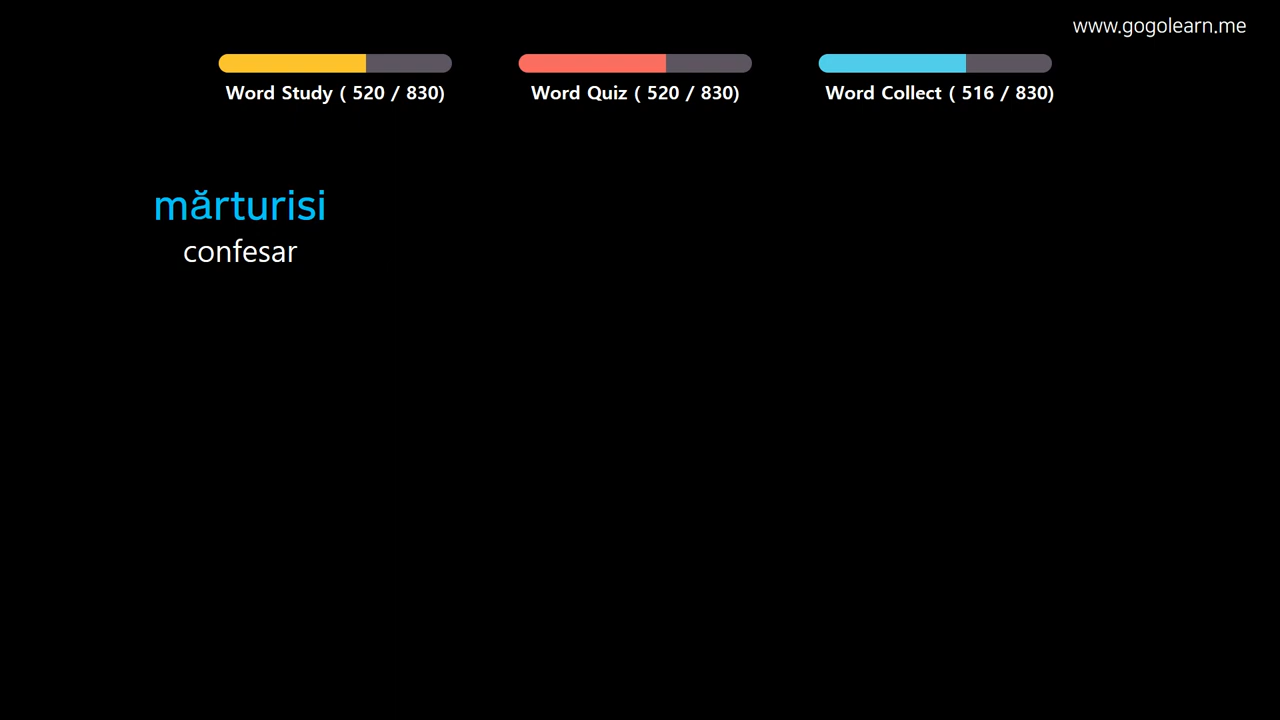 www.gogolearn.me
Word Study ( 520 / 830)
Word Quiz ( 520 / 830)
Word Collect ( 516 / 830)
mărturisi
confesar